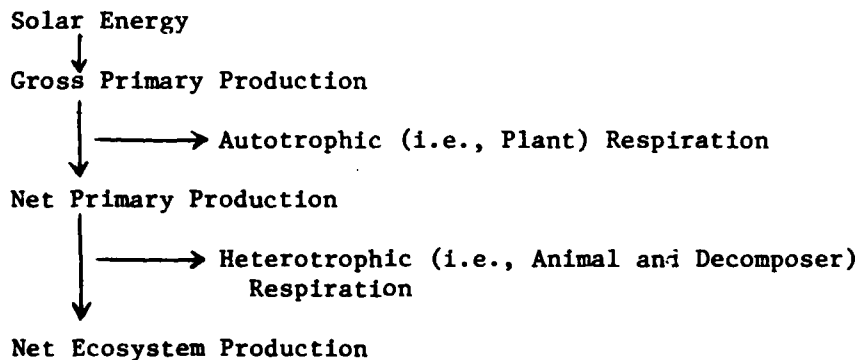 Solar Energy
Gross Primary Production
Autotrophic (i.e., Plant) Respiration
Net Primary Production
Heterotrophic (i.e., Animal and Decomposer)
Respiration
Net Ecosystem Production